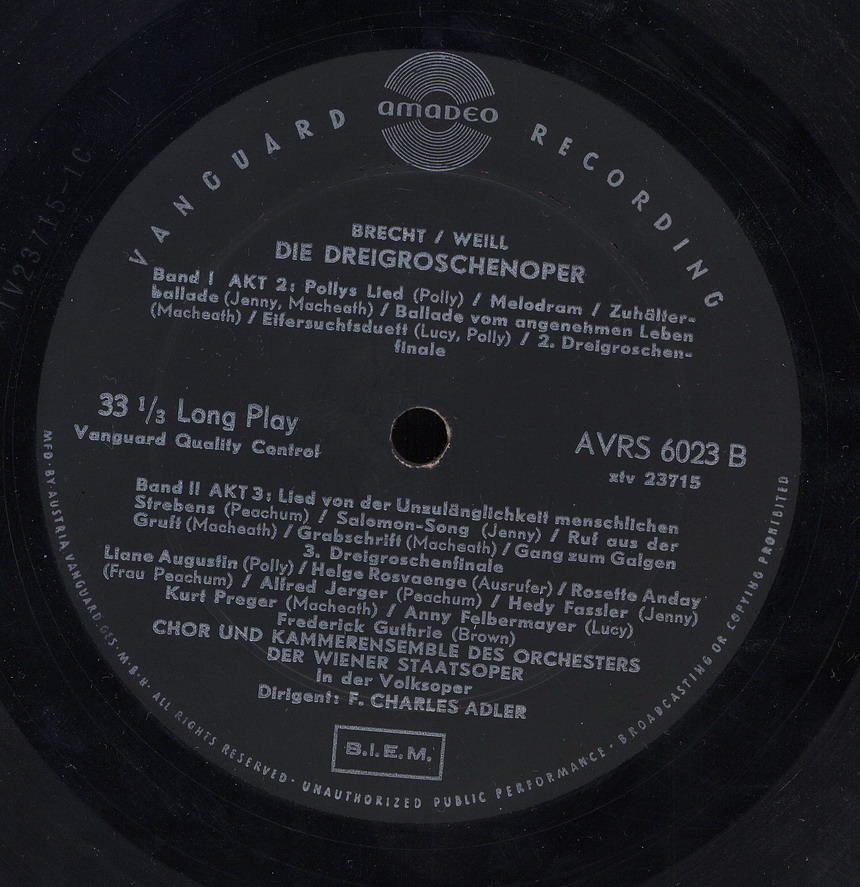 amadeo
VANGUARD RECORDING
BRECHT / WEILL
DIE DREIGROSCHENOPER
Band I AKT 2: Pollys Lied (Polly) / Melodram / Zuhälter-
ballade (Jenny, Macheath) / Ballade vom angenehmen Leben
(Macheath) / Eifersuchtsduett (Lucy, Polly) / 2. Dreigroschen-
finale
33 1/3 Long Play
Vanguard Quality Control
AVRS 6023 B
xtv 23715
Band II AKT 3: Lied von der Unzulänglichkeit menschlichen
Strebens (Peachum) / Salomon-Song (Jenny) / Ruf aus der
Gruft (Macheath) / Grabschrift (Macheath) / Gang zum Galgen
3. Dreigroschenfinale
Liane Augustin (Polly) / Helge Rosvaenge (Ausrufer) / Rosette Anday
(Frau Peachum) / Alfred Jerger (Peachum) / Hedy Fassler (Jenny)
Kurt Preger (Macheath) / Anny Felbermayer (Lucy)
Frederick Guthrie (Brown)
CHOR UND KAMMERENSEMBLE DES ORCHESTERS
DER WIENER STAATSOPER
in der Volksoper
Dirigent: F. CHARLES ADLER
B.I.E.M.
MFD · BY · AUSTRIA VANGUARD GES · M · B · H · ALL RIGHTS RESERVED · UNAUTHORIZED PUBLIC PERFORMANCE · BROADCASTING OR COPYING PROHIBITED